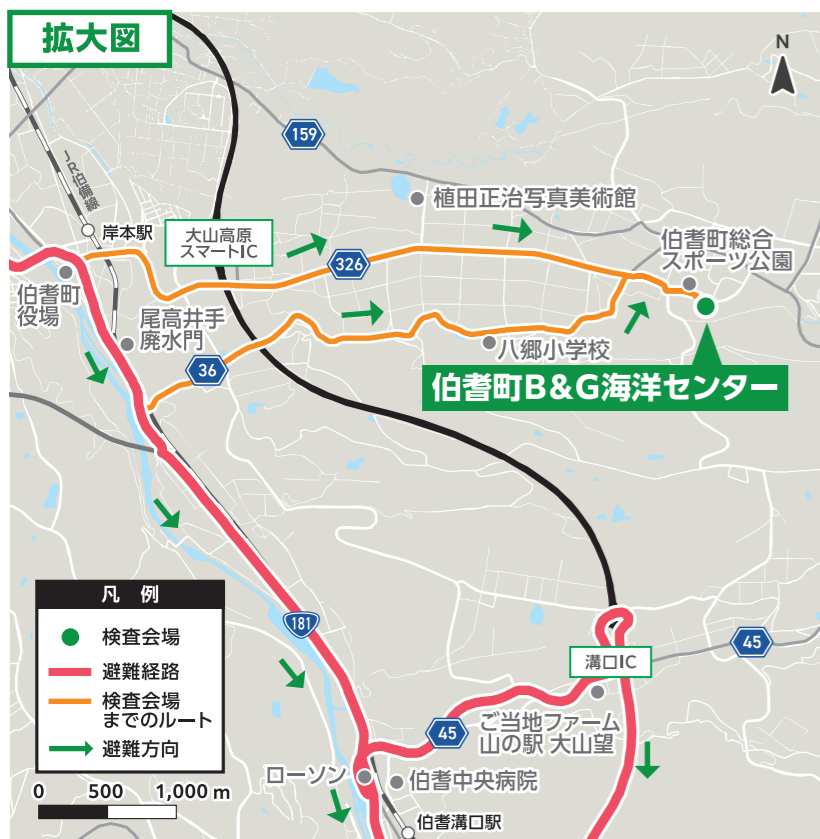 拡大図
N
159
JR伯備線
植田正治写真美術館
岸本駅
大山高原
スマートIC
伯耆町総合
スポーツ公園
326
伯耆町
役場
尾高井手
廃水門
八郷小学校
36
伯耆町B&G海洋センター
凡 例
検査会場
避難経路
検査会場
までのルート
避難方向
181
溝口IC
45
45
ご当地ファーム
山の駅 大山望
ローソン
伯耆中央病院
0 500 1,000 m
伯耆溝口駅